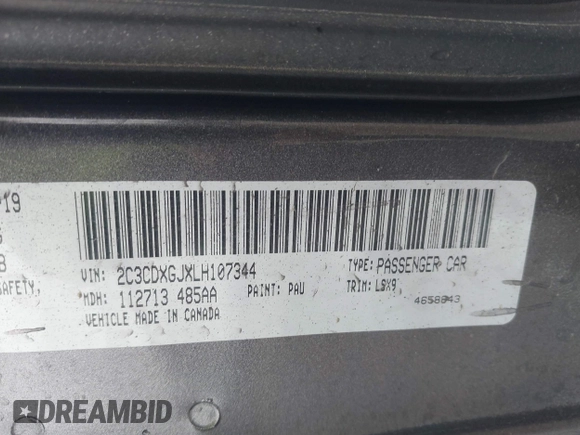 19
VIN: 2C3CDXGJXLH107344 TYPE: PASSENGER CAR
SAFETY,
MDH: 112713 485AA PAINT: PAU TRIM: LSX9
4658843
VEHICLE MADE IN CANADA
DREAMBID